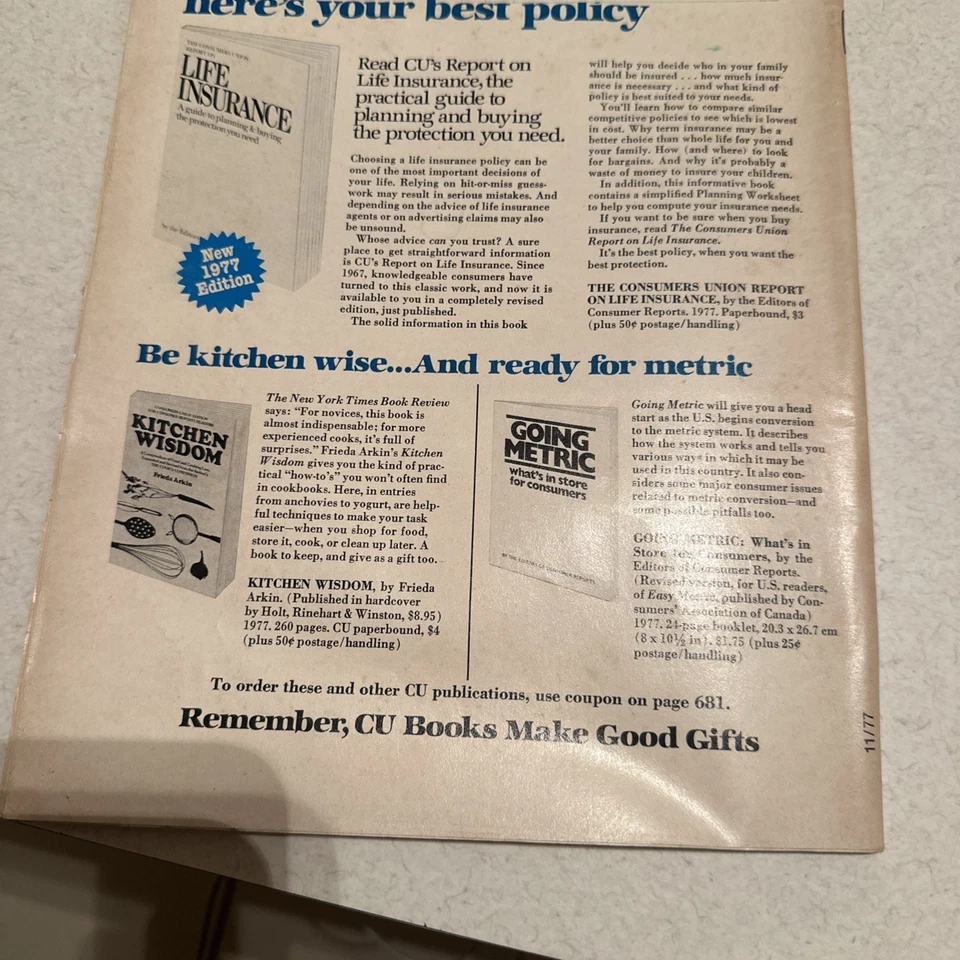 here's your best policy
THE CONSUMERS UNION
REPORT ON
LIFE
INSURANCE
A guide to planning & buying
the protection you need
by the Editors
New
1977
Edition
Read CU's Report on
Life Insurance, the
practical guide to
planning and buying
the protection you need.
Choosing a life insurance policy can be
one of the most important decisions of
your life. Relying on hit-or-miss guess-
work may result in serious mistakes. And
depending on the advice of life insurance
agents or on advertising claims may also
be unsound.
Whose advice can you trust? A sure
place to get straightforward information
is CU's Report on Life Insurance. Since
1967, knowledgeable consumers have
turned to this classic work, and now it is
available to you in a completely revised
edition, just published.
The solid information in this book
will help you decide who in your family
should be insured . . . how much insur-
ance is necessary . . . and what kind of
policy is best suited to your needs.
You'll learn how to compare similar
competitive policies to see which is lowest
in cost. Why term insurance may be a
better choice than whole life for you and
your family. How (and where) to look
for bargains. And why it's probably a
waste of money to insure your children.
In addition, this informative book
contains a simplified Planning Worksheet
to help you compute your insurance needs.
If you want to be sure when you buy
insurance, read The Consumers Union
Report on Life Insurance.
It's the best policy, when you want the
best protection.
THE CONSUMERS UNION REPORT
ON LIFE INSURANCE, by the Editors of
Consumer Reports. 1977. Paperbound, $3
(plus 50¢ postage/handling)
Be kitchen wise...And ready for metric
KITCHEN
WISDOM
Frieda Arkin
The New York Times Book Review
says: "For novices, this book is
almost indispensable; for more
experienced cooks, it's full of
surprises." Frieda Arkin's Kitchen
Wisdom gives you the kind of prac-
tical "how-to's" you won't often find
in cookbooks. Here, in entries
from anchovies to yogurt, are help-
ful techniques to make your task
easier—when you shop for food,
store it, cook, or clean up later. A
book to keep, and give as a gift too.
KITCHEN WISDOM, by Frieda
Arkin. (Published in hardcover
by Holt, Rinehart & Winston, $8.95)
1977. 260 pages. CU paperbound, $4
(plus 50¢ postage/handling)
GOING
METRIC
what's in store
for consumers
BY THE EDITORS OF CONSUMER REPORTS
Going Metric will give you a head
start as the U.S. begins conversion
to the metric system. It describes
how the system works and tells you
various ways in which it may be
used in this country. It also con-
siders some major consumer issues
related to metric conversion—and
some possible pitfalls too.
GOING METRIC: What's in
Store for Consumers, by the
Editors of Consumer Reports.
(Revised version, for U.S. readers,
of Easy Metric, published by Con-
sumers' Association of Canada)
1977. 24-page booklet, 20.3 x 26.7 cm
(8 x 10½ in). $1.75 (plus 25¢
postage/handling)
To order these and other CU publications, use coupon on page 681.
Remember, CU Books Make Good Gifts
11/77